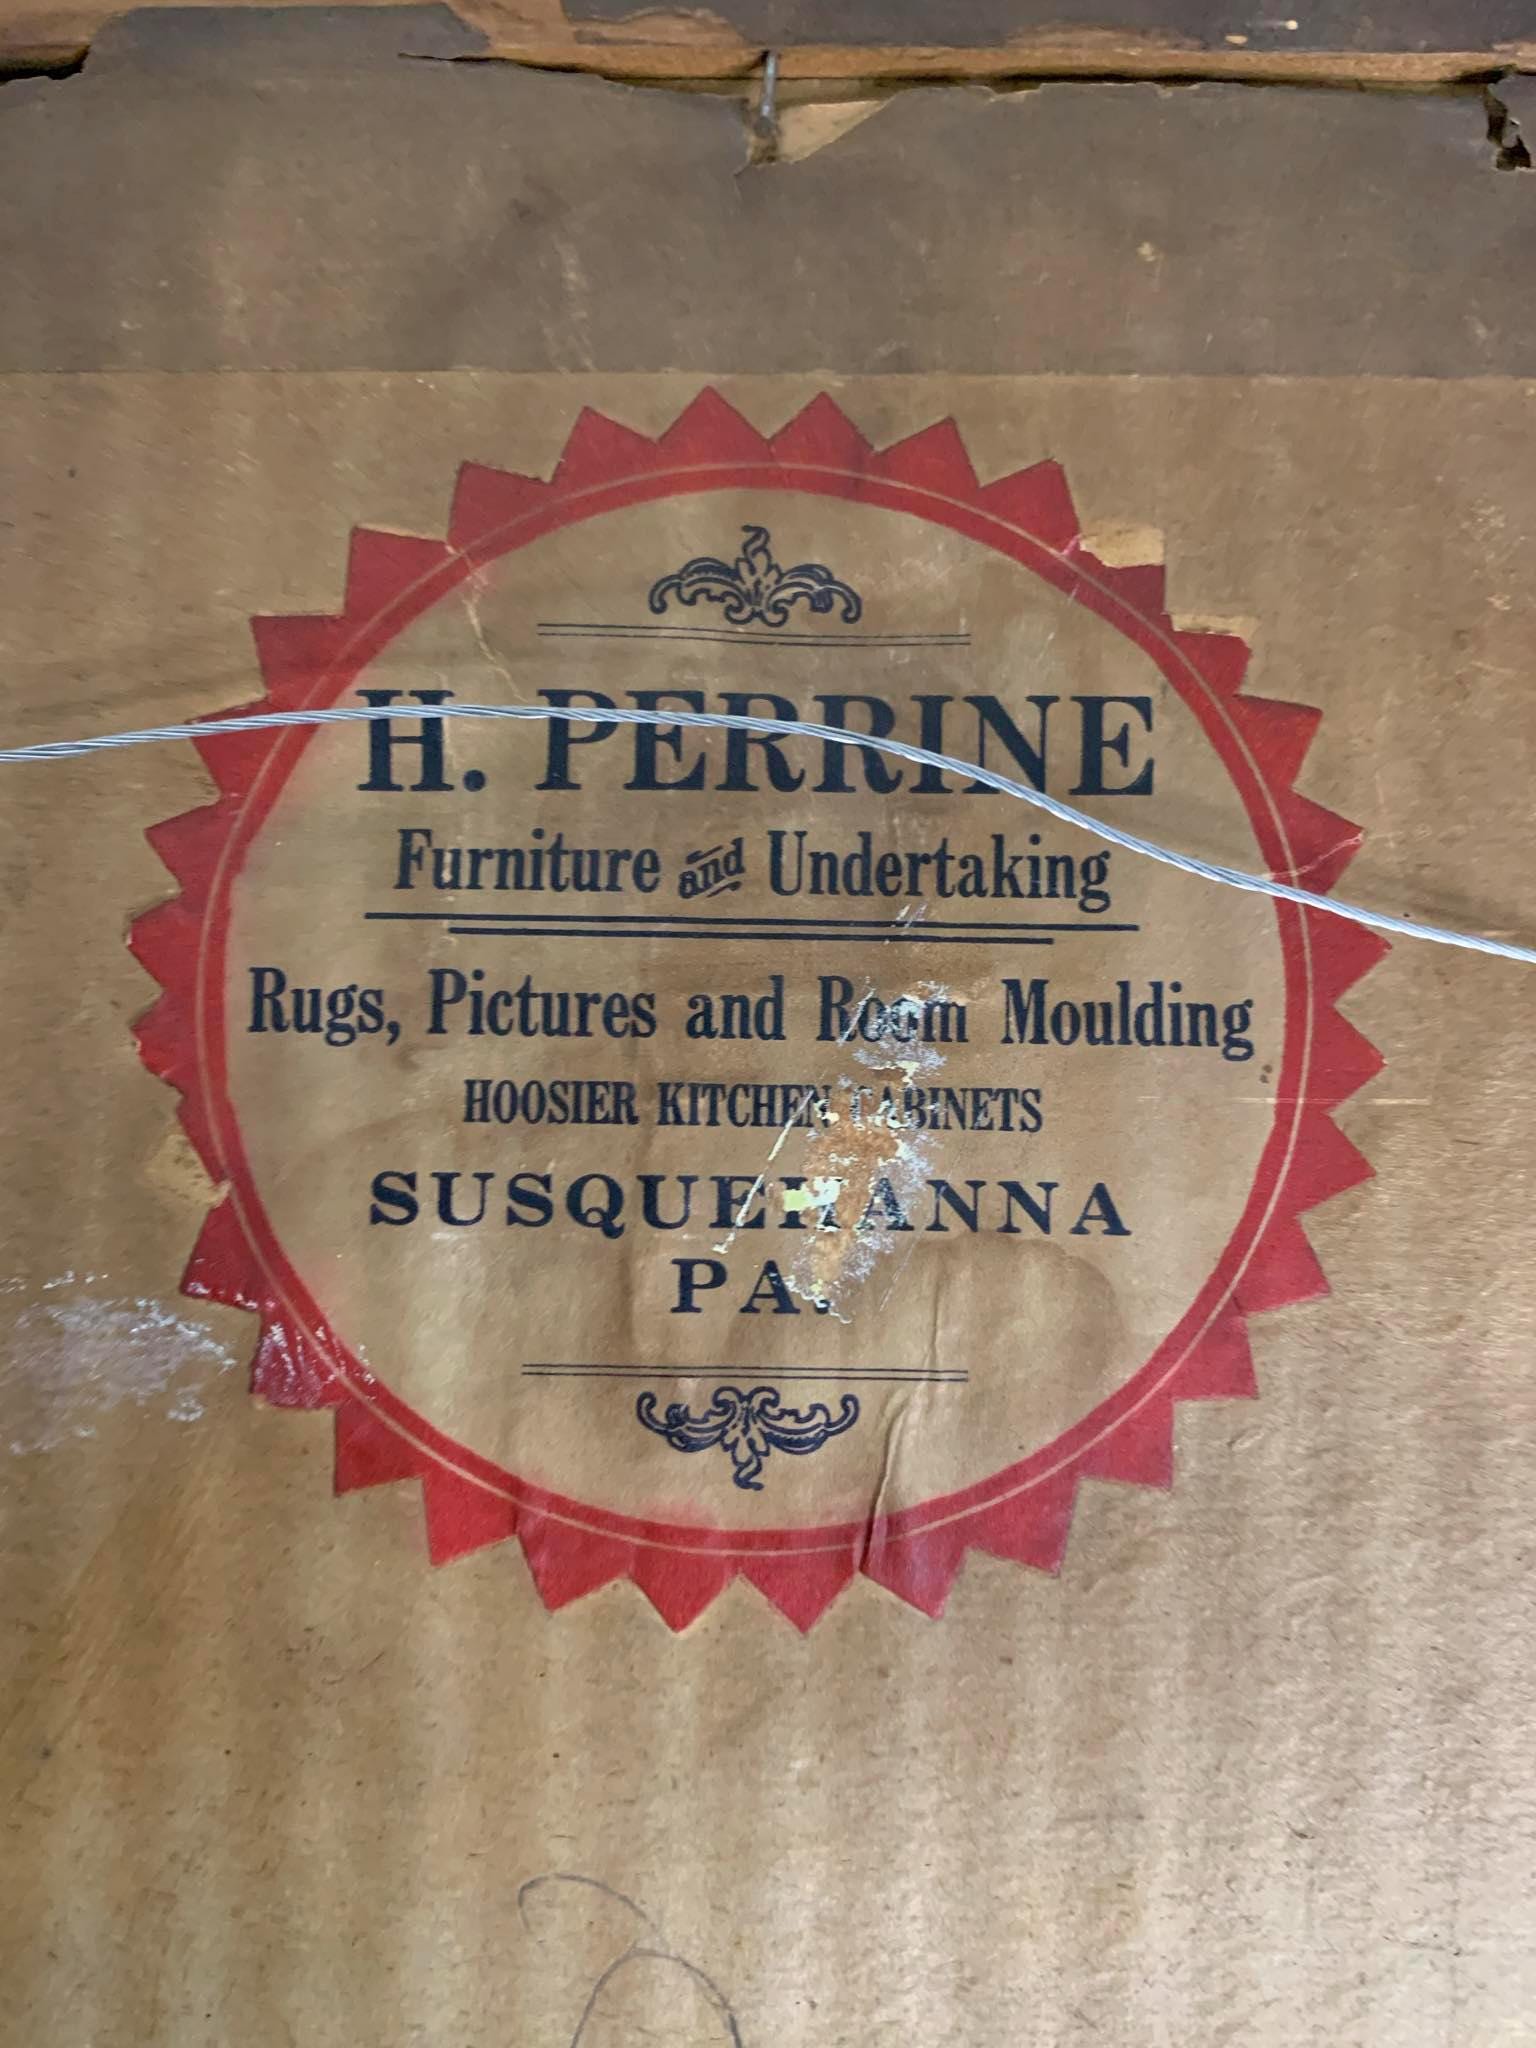 H. PERRINE
Furniture and Undertaking
Rugs, Pictures and Room Moulding
HOOSIER KITCHEN CABINETS
SUSQUEHANNA
PA.